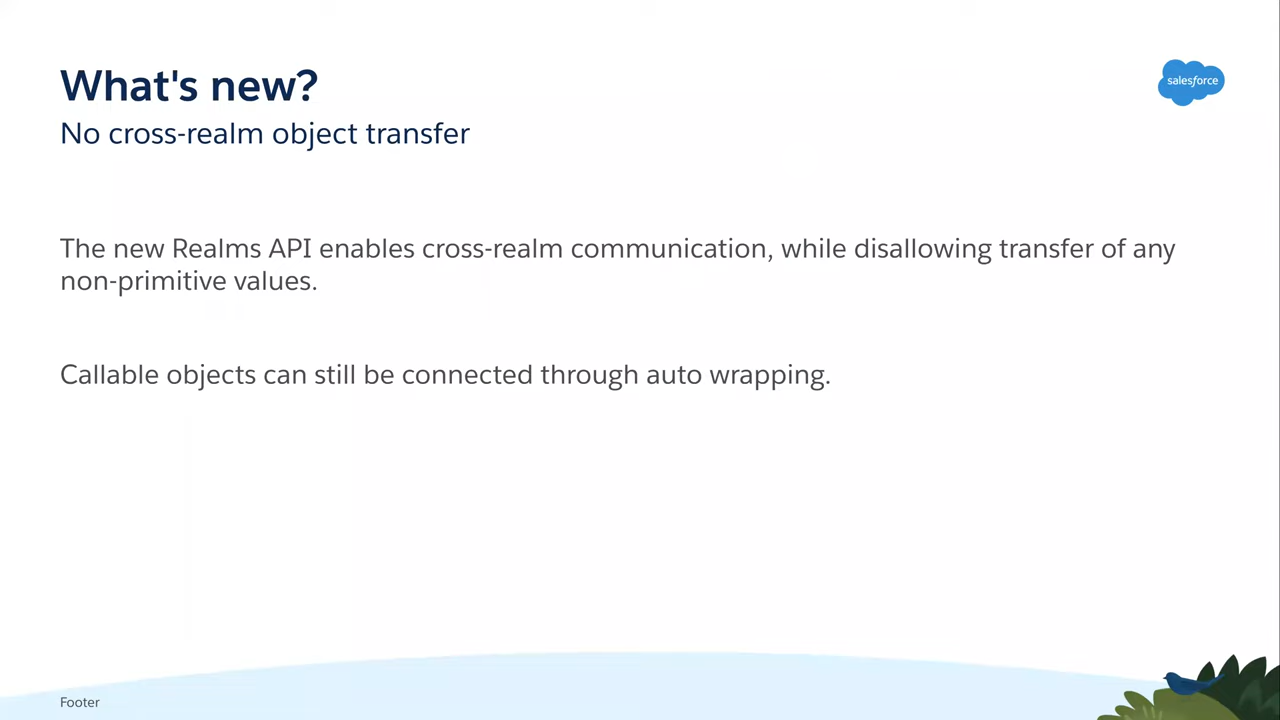 What's new?
salesforce
No cross-realm object transfer
The new Realms API enables cross-realm communication, while disallowing transfer of any
non-primitive values.
Callable objects can still be connected through auto wrapping.
Footer